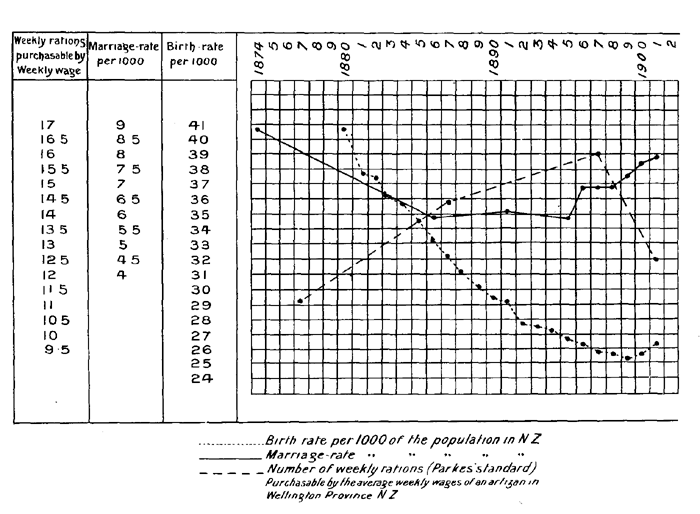 Weekly rations Marriage-rate Birth-rate
purchasable by per 1000 per 1000
Weekly wage
1874 5 6 7 8 9 1880 1 2 3 4 5 6 7 8 9 1890 1 2 3 4 5 6 7 8 9 1900 1 2
17 9 41
16 5 8 5 40
16 8 39
15 5 7 5 38
15 7 37
14 5 6 5 36
14 6 35
13 5 5 5 34
13 5 33
12 5 4 5 32
12 4 31
11 5 30
11 29
10 5 28
10 27
9.5 26
25
24
Birth rate per 1000 of the population in N Z
Marriage-rate " " " " "
Number of weekly rations (Parkes' standard)
Purchasable by the average weekly wages of an artizan in
Wellington Province N Z